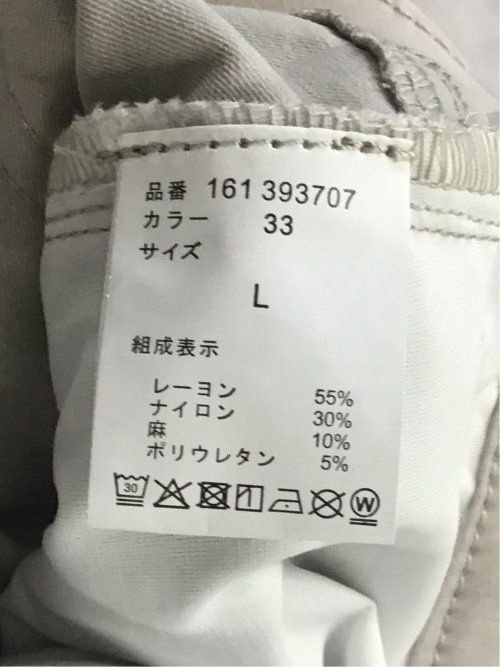 品番 161 393707
カラー 33
サイズ
L
組成表示
レーヨン 55%
ナイロン 30%
麻 10%
ポリウレタン 5%
30 W